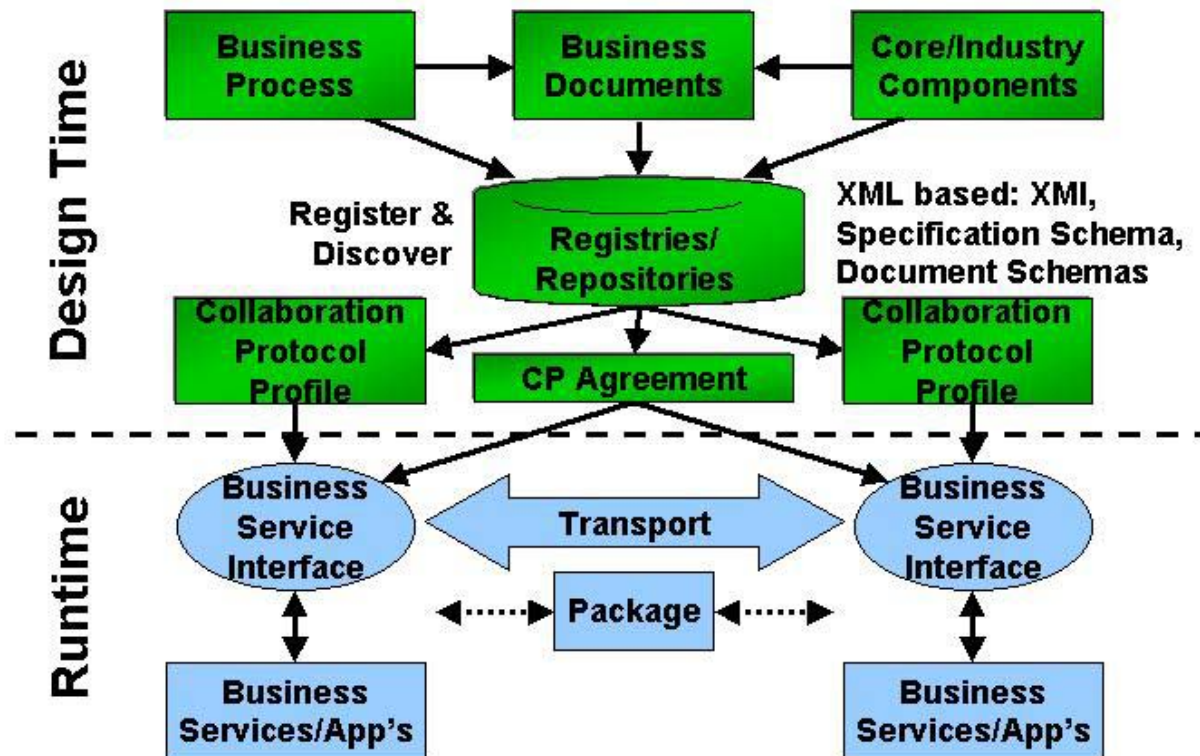 Design Time
Business
Process
Business
Documents
Core/Industry
Components
Register &
Discover
Registries/
Repositories
XML based: XMI,
Specification Schema,
Document Schemas
Collaboration
Protocol
Profile
CP Agreement
Collaboration
Protocol
Profile
Runtime
Business
Service
Interface
Transport
Business
Service
Interface
Package
Business
Services/App's
Business
Services/App's